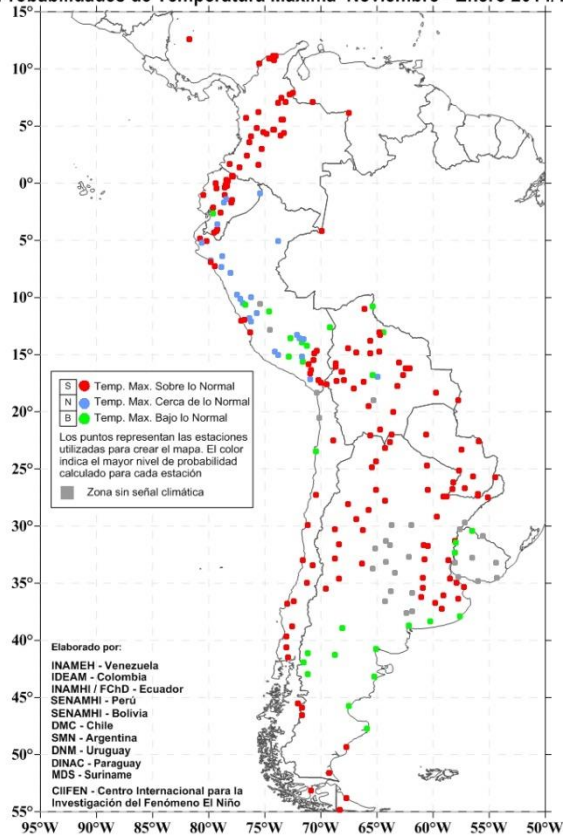 Temperatura Máxima Noviembre - Enero
15°
10°
5°
0°
5°
10°
15°
20°
25°
30°
35°
40°
45°
50°
55°
S Temp. Max. Sobre lo Normal
N Temp. Max. Cerca de lo Normal
B Temp. Max. Bajo lo Normal
Los puntos representan las estaciones
utilizadas para crear el mapa. El color
indica el mayor nivel de probabilidad
calculado para cada estación
Zona sin señal climática
Elaborado por:
INAMEH - Venezuela
IDEAM - Colombia
INAMHI / FChD - Ecuador
SENAMHI - Perú
SENAMHI - Bolivia
DMC - Chile
SMN - Argentina
DNM - Uruguay
DINAC - Paraguay
MDS - Suriname
CIIFEN - Centro Internacional para la
Investigación del Fenómeno El Niño
95°W 90°W 85°W 80°W 75°W 70°W 65°W 60°W 55°W 50°W